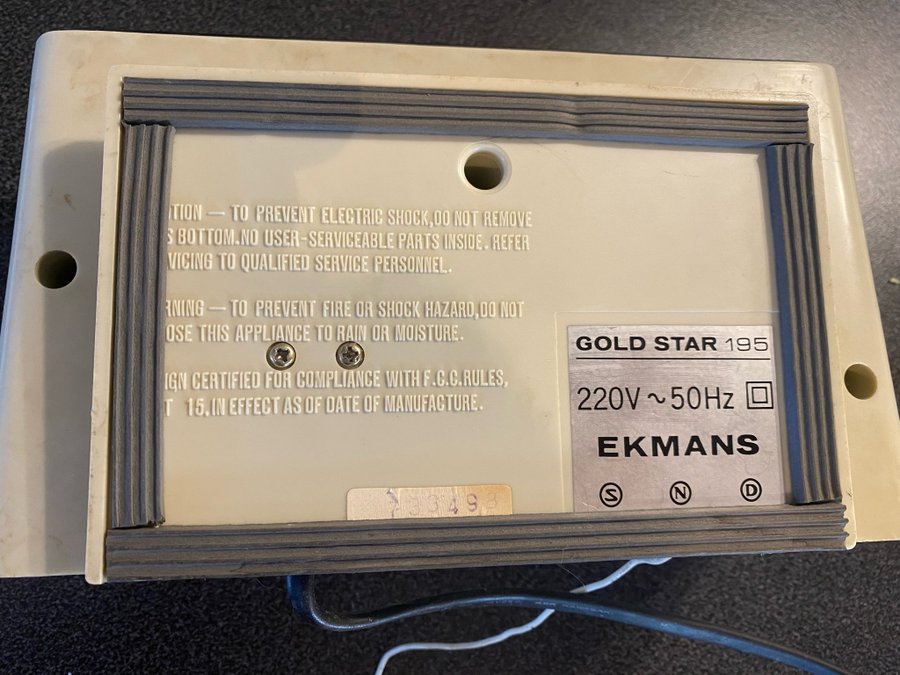 TION — TO PREVENT ELECTRIC SHOCK,DO NOT REMOVE
S BOTTOM.NO USER-SERVICEABLE PARTS INSIDE. REFER
VICING TO QUALIFIED SERVICE PERSONNEL.
RNING — TO PREVENT FIRE OR SHOCK HAZARD,DO NOT
OSE THIS APPLIANCE TO RAIN OR MOISTURE.
IGN CERTIFIED FOR COMPLIANCE WITH F.C.C.RULES,
T 15.IN EFFECT AS OF DATE OF MANUFACTURE.
GOLD STAR 195
220V ~ 50Hz
EKMANS
S N D